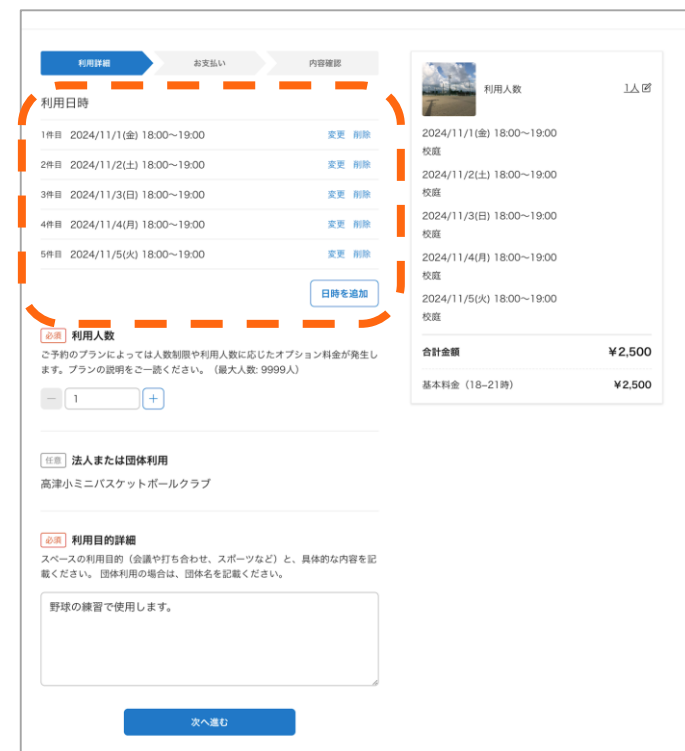 利用詳細
お支払い
内容確認
利用日時
1件目 2024/11/1(金) 18:00〜19:00 変更 削除
2件目 2024/11/2(土) 18:00〜19:00 変更 削除
3件目 2024/11/3(日) 18:00〜19:00 変更 削除
4件目 2024/11/4(月) 18:00〜19:00 変更 削除
5件目 2024/11/5(火) 18:00〜19:00 変更 削除
日時を追加
必須 利用人数
ご予約のプランによっては人数制限や利用人数に応じたオプション料金が発生し
ます。プランの説明をご一読ください。（最大人数: 9999人）
− 1 +
任意 法人または団体利用
高津小ミニバスケットボールクラブ
必須 利用目的詳細
スペースの利用目的（会議や打ち合わせ、スポーツなど）と、具体的な内容を記
載ください。 団体利用の場合は、団体名を記載ください。
野球の練習で使用します。
次へ進む
利用人数 1人
2024/11/1(金) 18:00〜19:00
校庭
2024/11/2(土) 18:00〜19:00
校庭
2024/11/3(日) 18:00〜19:00
校庭
2024/11/4(月) 18:00〜19:00
校庭
2024/11/5(火) 18:00〜19:00
校庭
合計金額 ¥2,500
基本料金（18–21時） ¥2,500